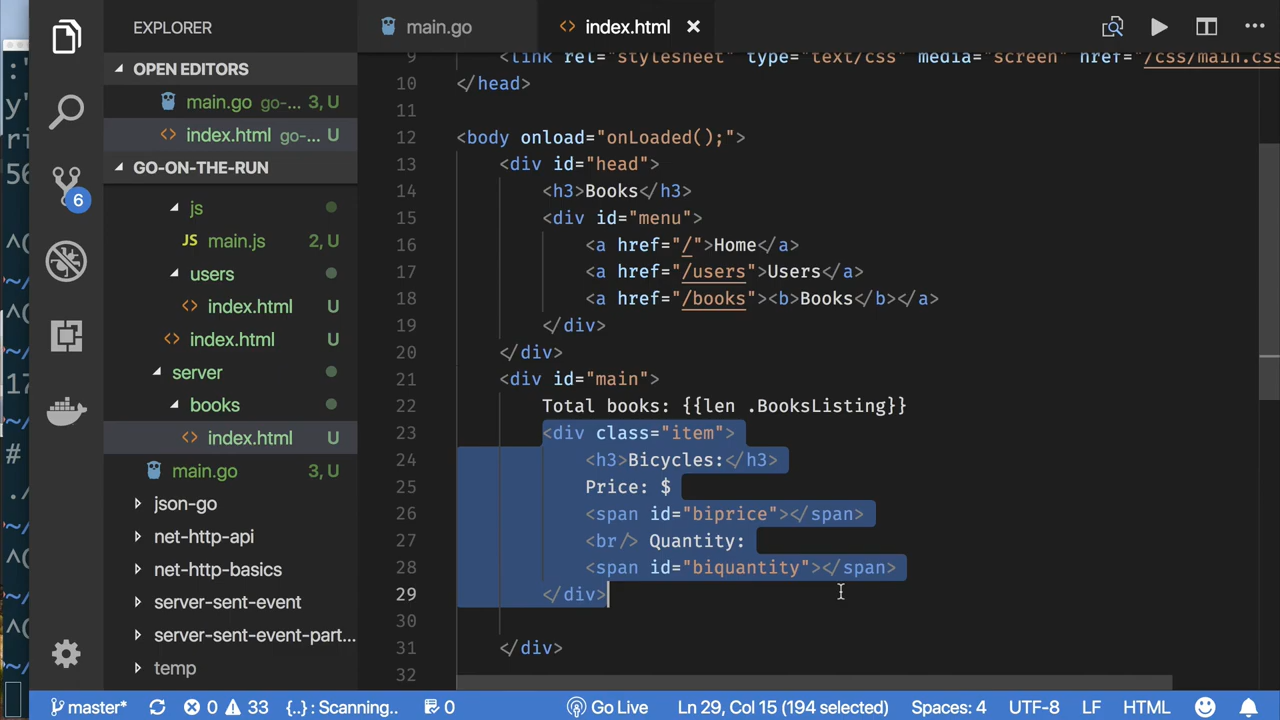 EXPLORER
OPEN EDITORS
main.go go-... 3, U
index.html go-... U
GO-ON-THE-RUN
js
JS main.js 2, U
users
index.html U
index.html U
server
books
index.html U
main.go 3, U
json-go
net-http-api
net-http-basics
server-sent-event
server-sent-event-part...
temp
6
main.go
index.html
9 <link rel="stylesheet" type="text/css" media="screen" href="/css/main.css
10 </head>
11
12 <body onload="onLoaded();">
13 <div id="head">
14 <h3>Books</h3>
15 <div id="menu">
16 <a href="/">Home</a>
17 <a href="/users">Users</a>
18 <a href="/books"><b>Books</b></a>
19 </div>
20 </div>
21 <div id="main">
22 Total books: {{len .BooksListing}}
23 <div class="item">
24 <h3>Bicycles:</h3>
25 Price: $
26 <span id="biprice"></span>
27 <br/> Quantity:
28 <span id="biquantity"></span>
29 </div>
30
31 </div>
32
master* 0 33 {..} : Scanning.. 0 Go Live Ln 29, Col 15 (194 selected) Spaces: 4 UTF-8 LF HTML